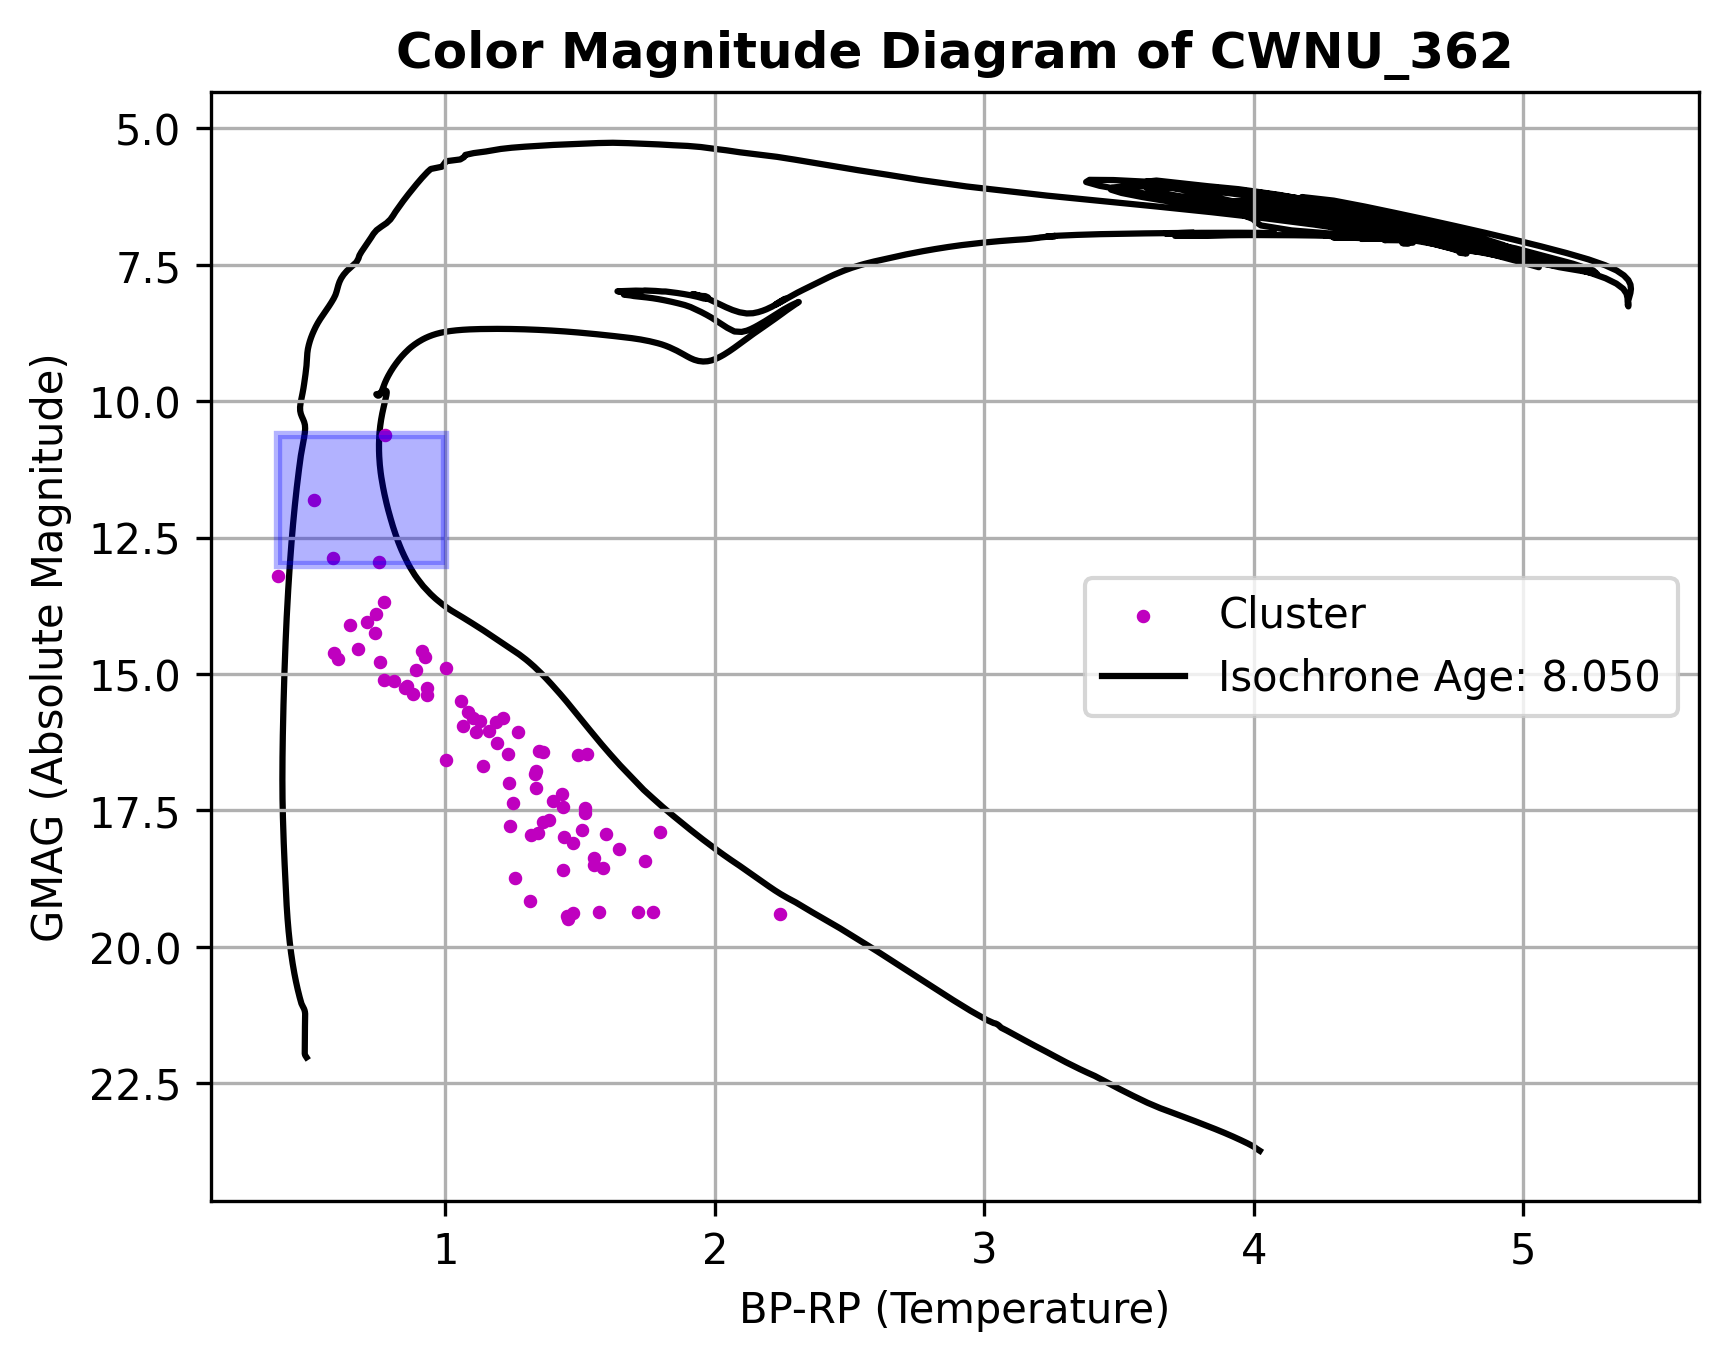 Color Magnitude Diagram of CWNU_362
GMAG (Absolute Magnitude)
5.0
7.5
10.0
12.5
15.0
17.5
20.0
22.5
Cluster
Isochrone Age: 8.050
1 2 3 4 5
BP-RP (Temperature)